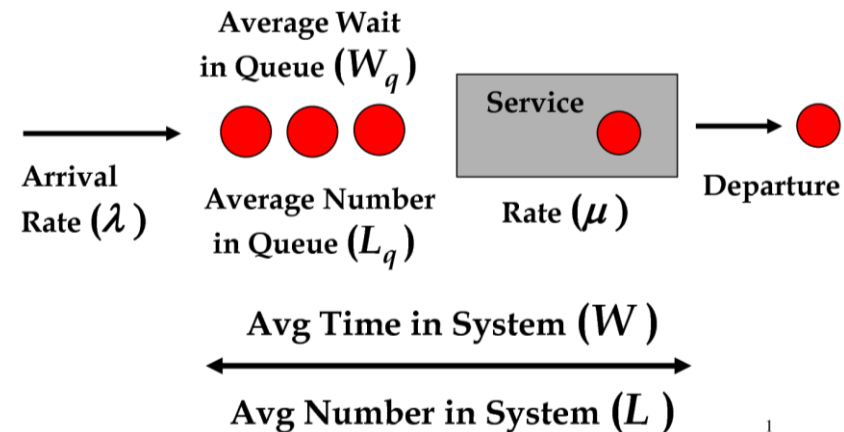 Average Wait
in Queue (W_q)
Service
Arrival
Rate (λ)
Average Number
in Queue (L_q)
Rate (μ)
Departure
Avg Time in System (W)
Avg Number in System (L)
1